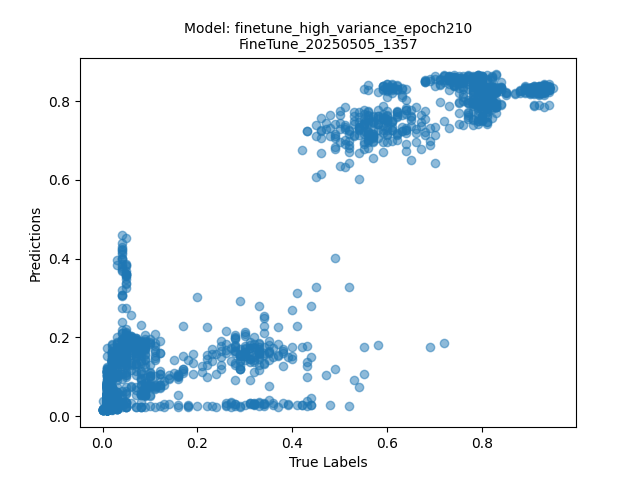 Model: finetune_high_variance_epoch210
FineTune_20250505_1357
0.8
0.6
0.4
0.2
0.0
Predictions
0.0 0.2 0.4 0.6 0.8
True Labels